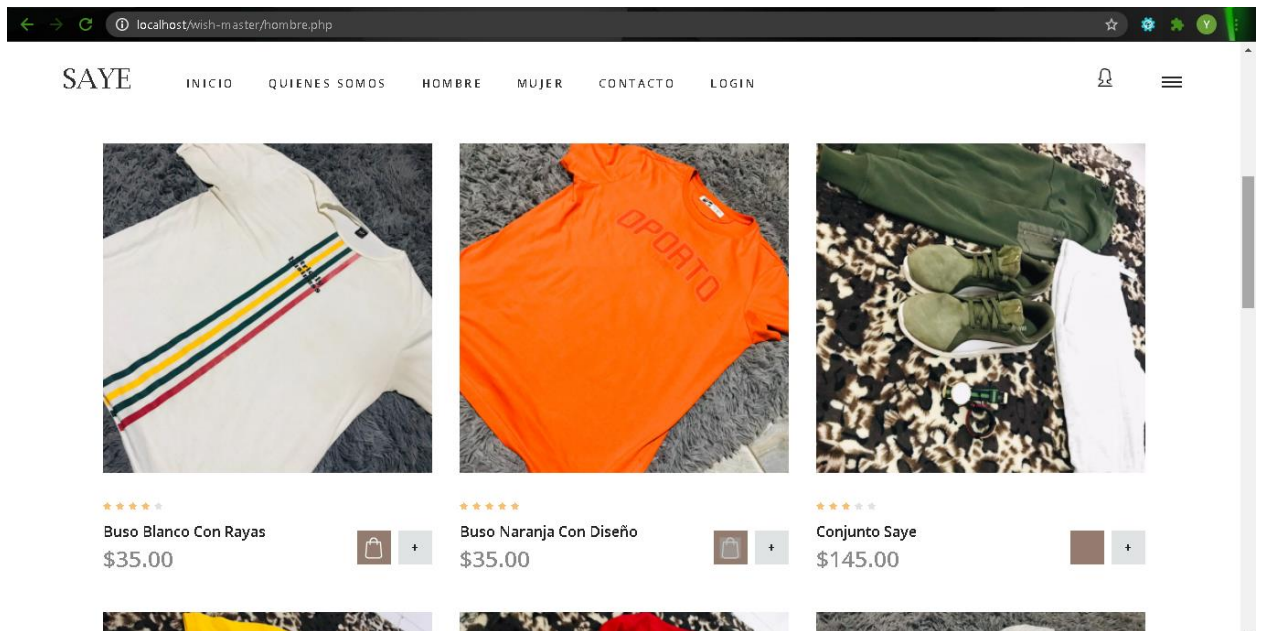 localhost/wish-master/hombre.php
Y
SAYE
INICIO
QUIENES SOMOS
HOMBRE
MUJER
CONTACTO
LOGIN
OPORTO
Buso Blanco Con Rayas
$35.00
+
Buso Naranja Con Diseño
$35.00
+
Conjunto Saye
$145.00
+